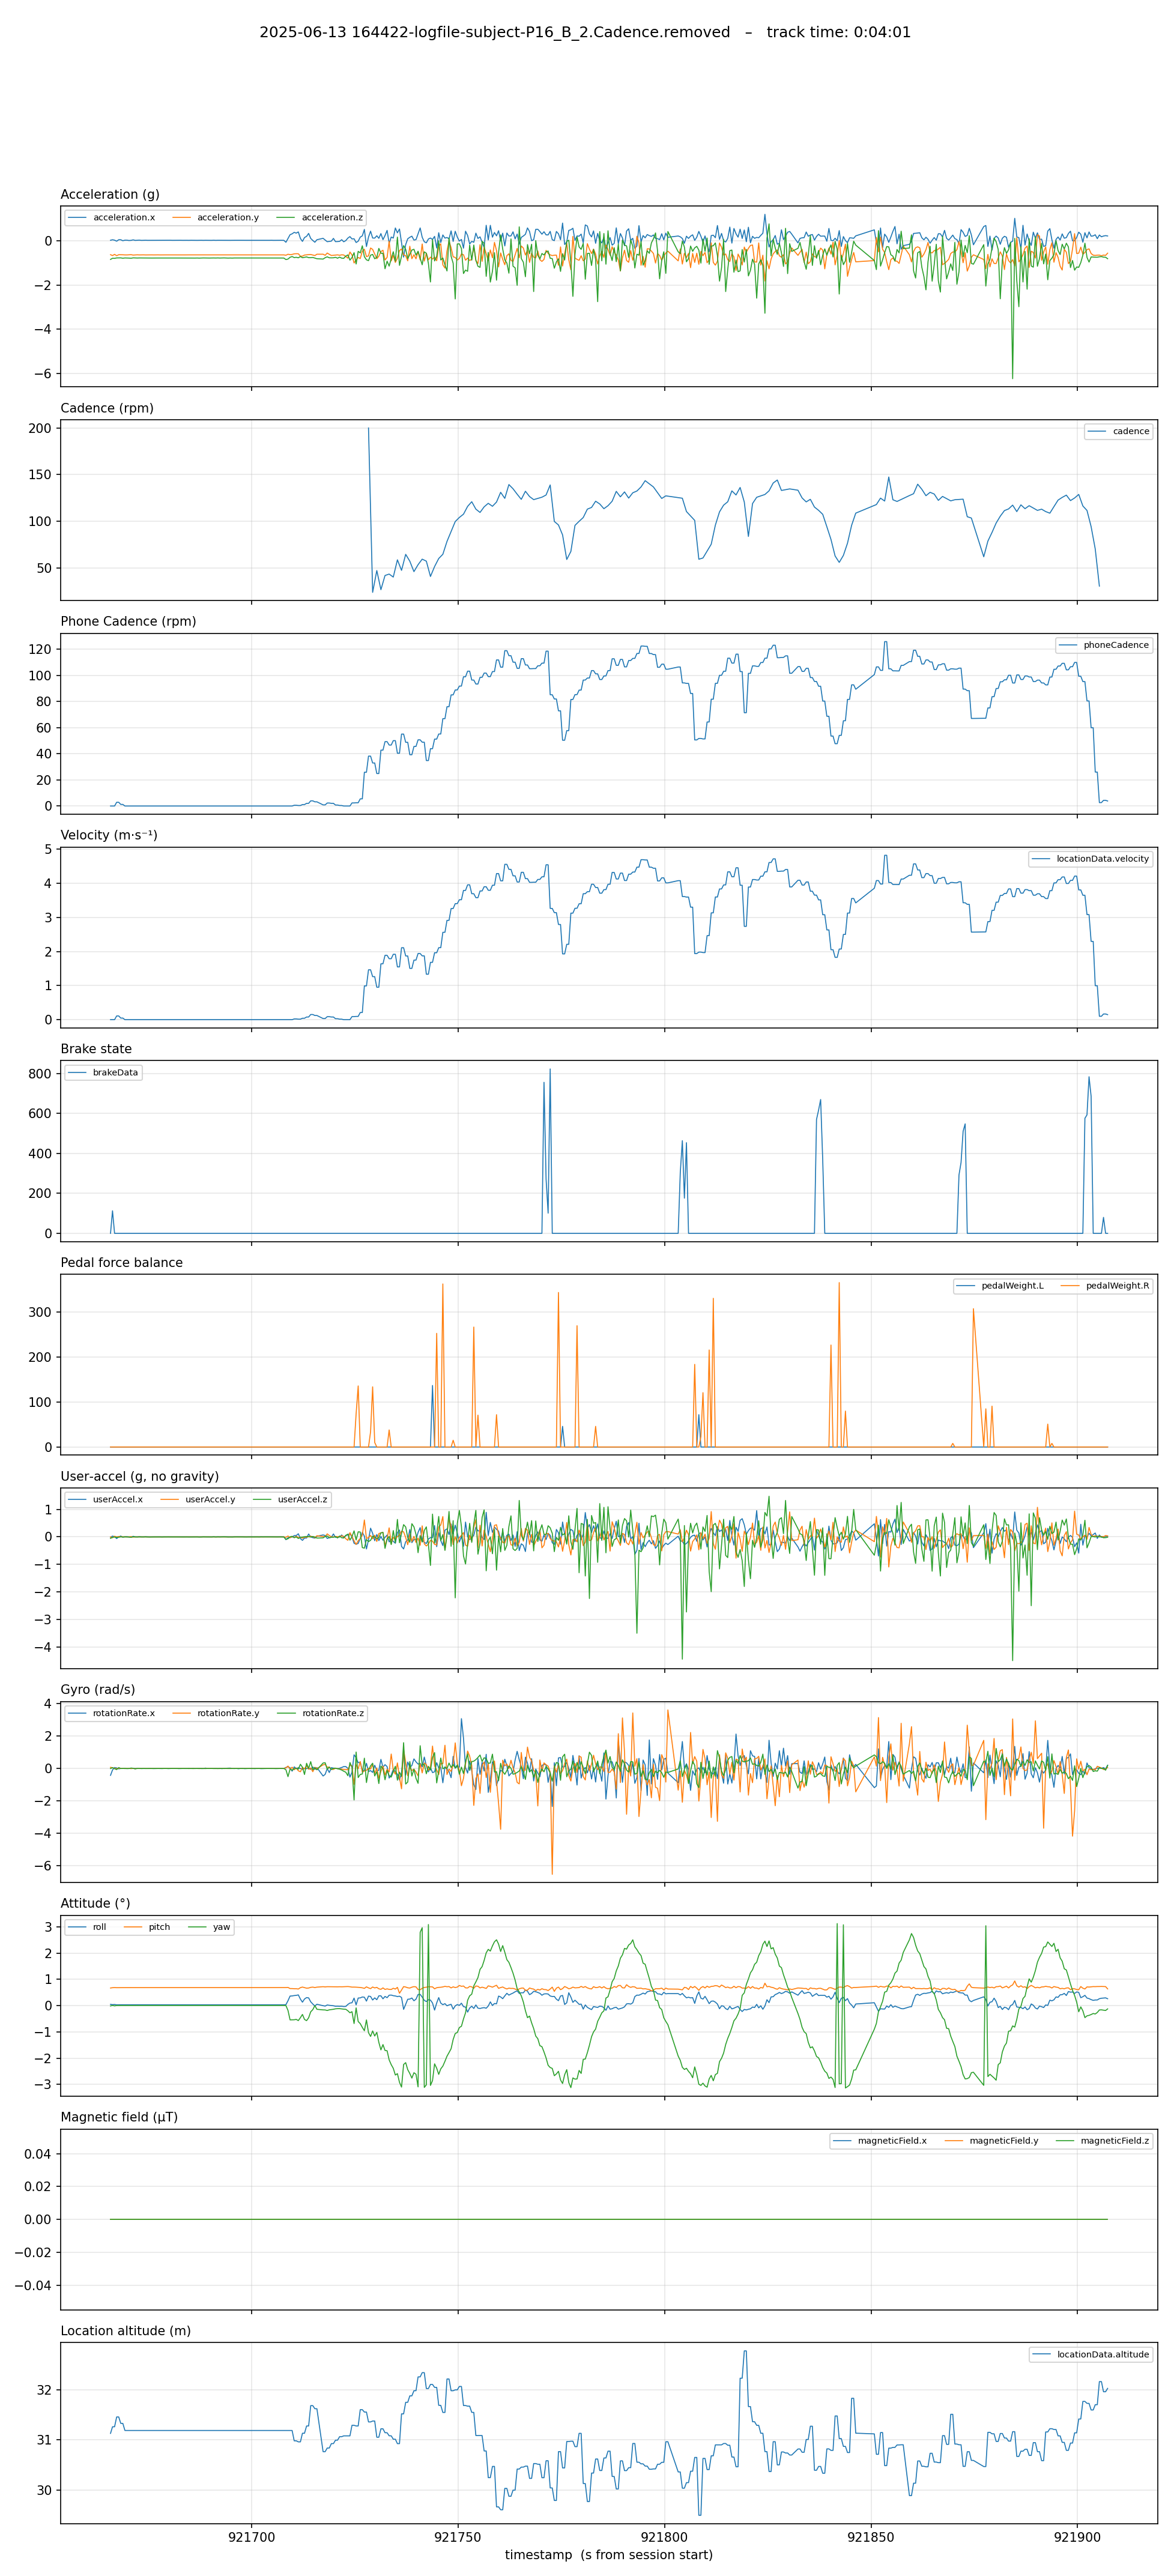 2025-06-13 164422-logfile-subject-P16_B_2.Cadence.removed – track time: 0:04:01
Acceleration (g)
acceleration.x acceleration.y acceleration.z
0
−2
−4
−6
Cadence (rpm)
cadence
200
150
100
50
Phone Cadence (rpm)
phoneCadence
120
100
80
60
40
20
0
Velocity (m·s⁻¹)
locationData.velocity
5
4
3
2
1
0
Brake state
brakeData
800
600
400
200
0
Pedal force balance
pedalWeight.L pedalWeight.R
300
200
100
0
User-accel (g, no gravity)
userAccel.x userAccel.y userAccel.z
1
0
−1
−2
−3
−4
Gyro (rad/s)
rotationRate.x rotationRate.y rotationRate.z
4
2
0
−2
−4
−6
Attitude (°)
roll pitch yaw
3
2
1
0
−1
−2
−3
Magnetic field (µT)
magneticField.x magneticField.y magneticField.z
0.04
0.02
0.00
−0.02
−0.04
Location altitude (m)
locationData.altitude
32
31
30
921700 921750 921800 921850 921900
timestamp (s from session start)